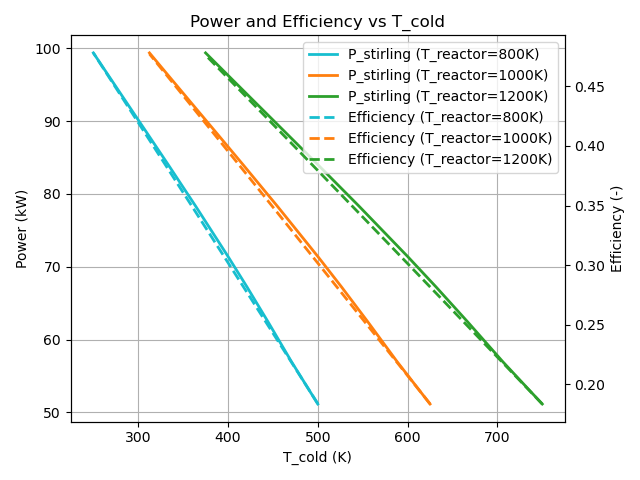 Power and Efficiency vs T_cold
P_stirling (T_reactor=800K)
P_stirling (T_reactor=1000K)
P_stirling (T_reactor=1200K)
Efficiency (T_reactor=800K)
Efficiency (T_reactor=1000K)
Efficiency (T_reactor=1200K)
Power (kW)
100
90
80
70
60
50
0.45
0.40
0.35
0.30
0.25
0.20
Efficiency (-)
300 400 500 600 700
T_cold (K)